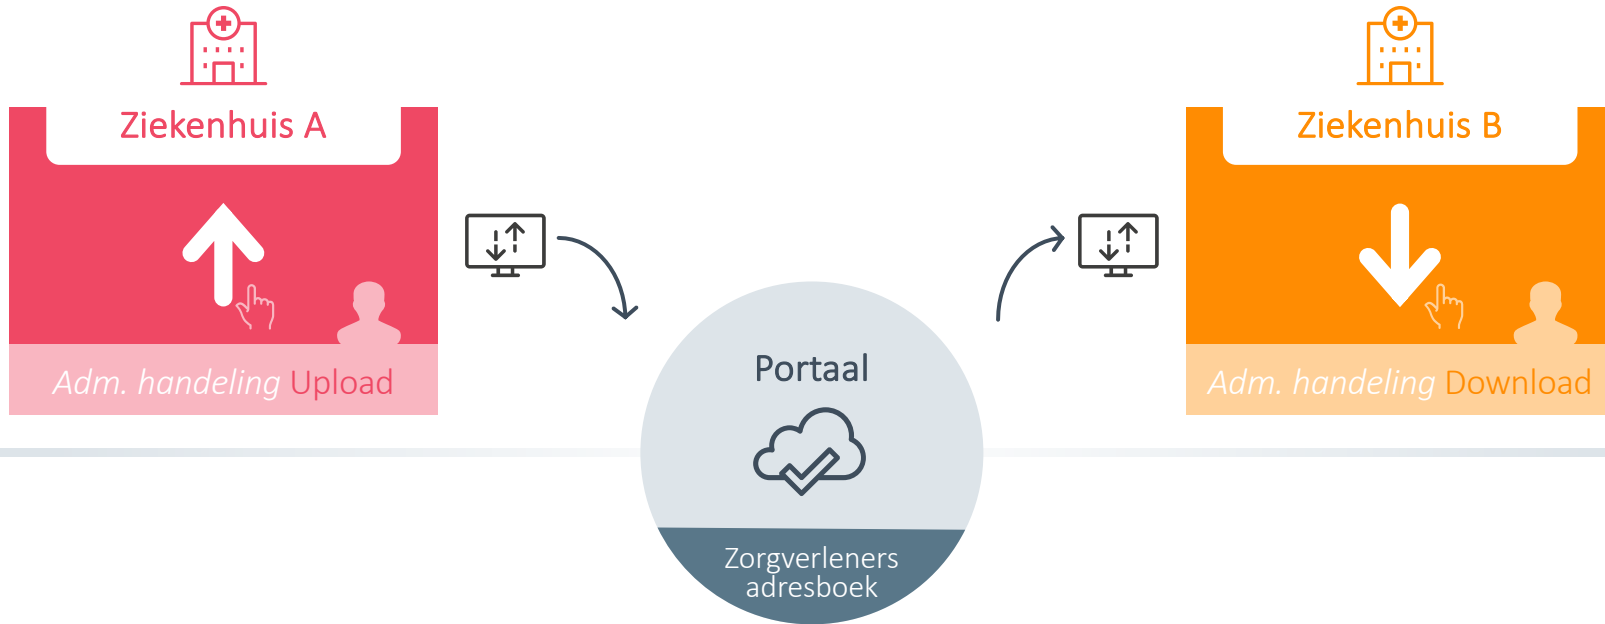 Ziekenhuis A
Ziekenhuis B
Adm. handeling Upload
Portaal
Adm. handeling Download
Zorgverleners
adresboek